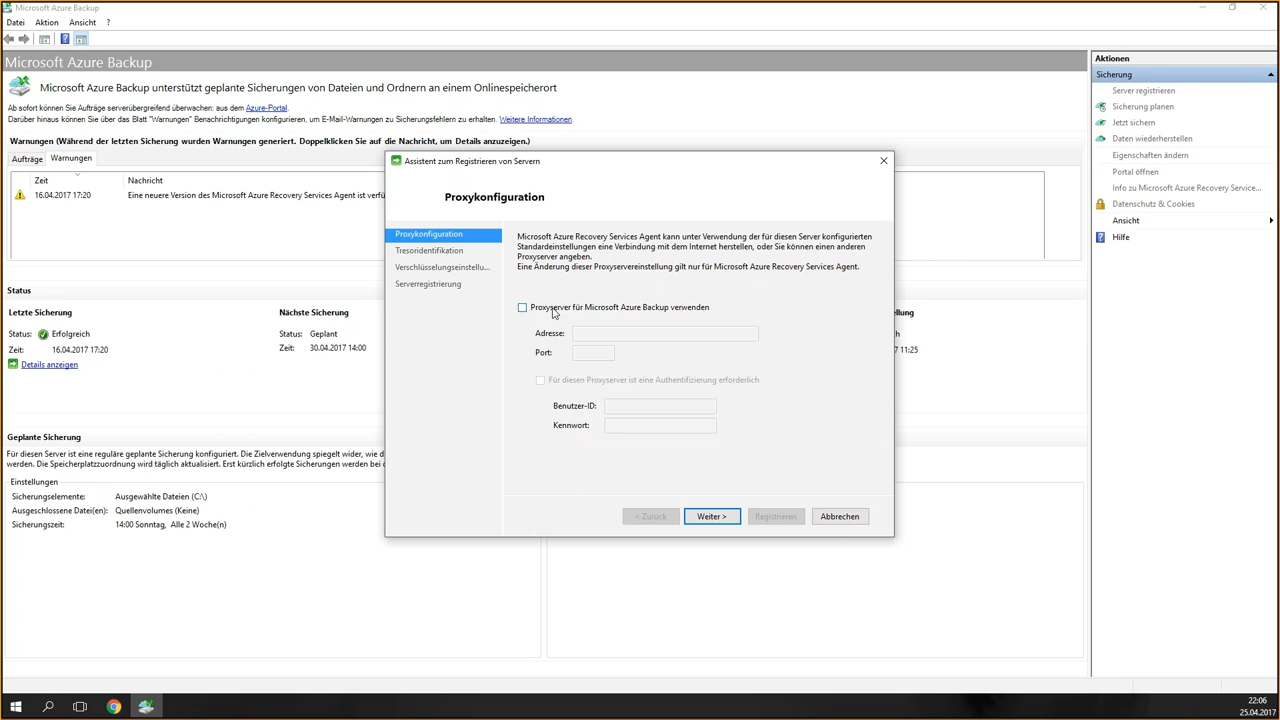 Microsoft Azure Backup
Datei Aktion Ansicht ?
Microsoft Azure Backup
Microsoft Azure Backup unterstützt geplante Sicherungen von Dateien und Ordnern an einem Onlinespeicherort
Ab sofort können Sie Aufträge serverübergreifend überwachen: aus dem Azure-Portal.
Darüber hinaus können Sie über das Blatt "Warnungen" Benachrichtigungen konfigurieren, um E-Mail-Warnungen zu Sicherungsfehlern zu erhalten. Weitere Informationen.
Warnungen (Während der letzten Sicherung wurden Warnungen generiert. Doppelklicken Sie auf die Nachricht, um Details anzuzeigen.)
Aufträge Warnungen
Zeit Nachricht
16.04.2017 17:20 Eine neuere Version des Microsoft Azure Recovery Services Agent ist verfü
Status
Letzte Sicherung
Status: Erfolgreich
Zeit: 16.04.2017 17:20
Details anzeigen
Nächste Sicherung
Status: Geplant
Zeit: 30.04.2017 14:00
ellung
h
7 11:25
Geplante Sicherung
Für diesen Server ist eine reguläre geplante Sicherung konfiguriert. Die Zielverwendung spiegelt wider, wie d
werden. Die Speicherplatzzuordnung wird täglich aktualisiert. Erst kürzlich erfolgte Sicherungen werden bei d
Einstellungen
Sicherungselemente: Ausgewählte Dateien (C:\)
Ausgeschlossene Datei(en): Quellenvolumes (Keine)
Sicherungszeit: 14:00 Sonntag, Alle 2 Woche(n)
Assistent zum Registrieren von Servern
Proxykonfiguration
Proxykonfiguration
Tresoridentifikation
Verschlüsselungseinstellu...
Serverregistrierung
Microsoft Azure Recovery Services Agent kann unter Verwendung der für diesen Server konfigurierten
Standardeinstellungen eine Verbindung mit dem Internet herstellen, oder Sie können einen anderen
Proxyserver angeben.
Eine Änderung dieser Proxyservereinstellung gilt nur für Microsoft Azure Recovery Services Agent.
Proxyserver für Microsoft Azure Backup verwenden
Adresse:
Port:
Für diesen Proxyserver ist eine Authentifizierung erforderlich
Benutzer-ID:
Kennwort:
< Zurück Weiter > Registrieren Abbrechen
Aktionen
Sicherung
Server registrieren
Sicherung planen
Jetzt sichern
Daten wiederherstellen
Eigenschaften ändern
Portal öffnen
Info zu Microsoft Azure Recovery Service...
Datenschutz & Cookies
Ansicht
Hilfe
22:06
25.04.2017